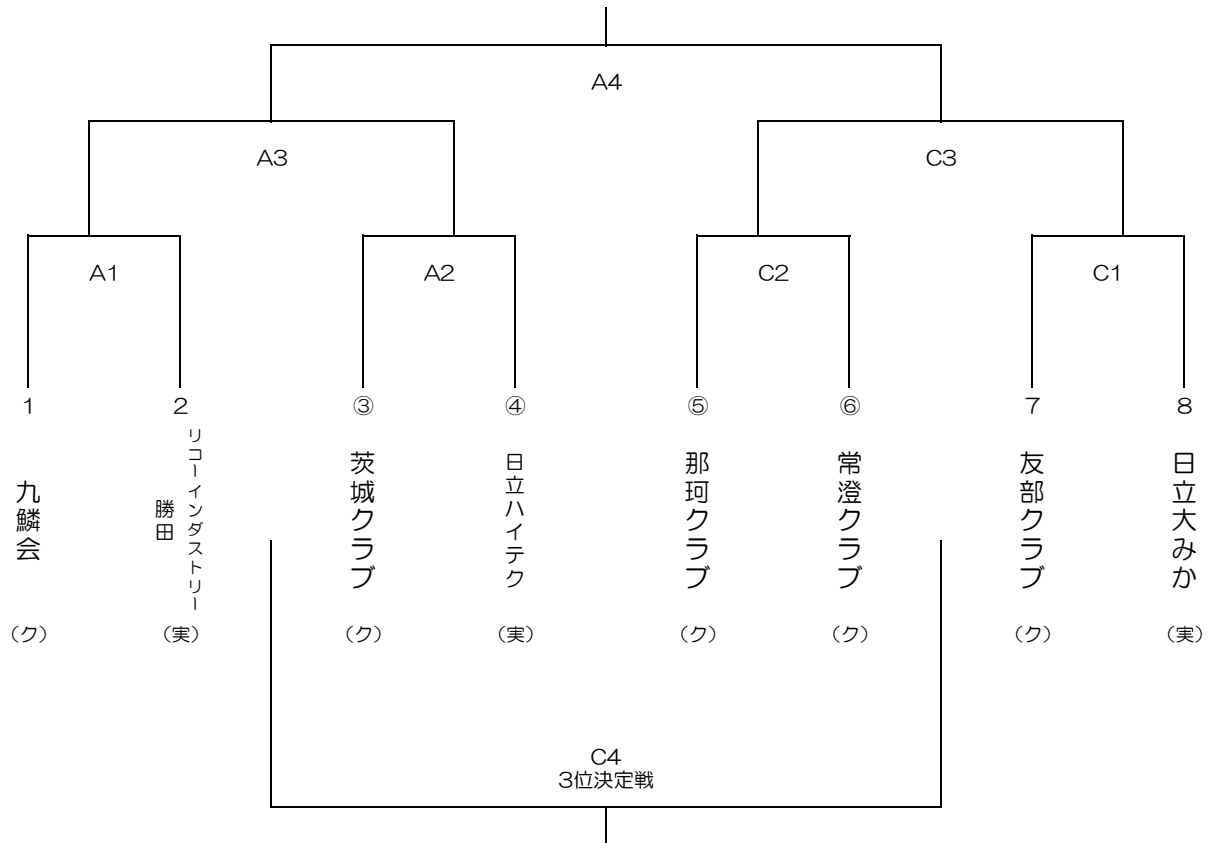 A4
A3
C3
A1
A2
C2
C1
1
2
③
④
⑤
⑥
7
8
九鱗会
リコーインダストリー
勝田
茨城クラブ
日立ハイテク
那珂クラブ
常澄クラブ
友部クラブ
日立大みか
（ク）
（実）
（ク）
（実）
（ク）
（ク）
（ク）
（実）
C4
3位決定戦